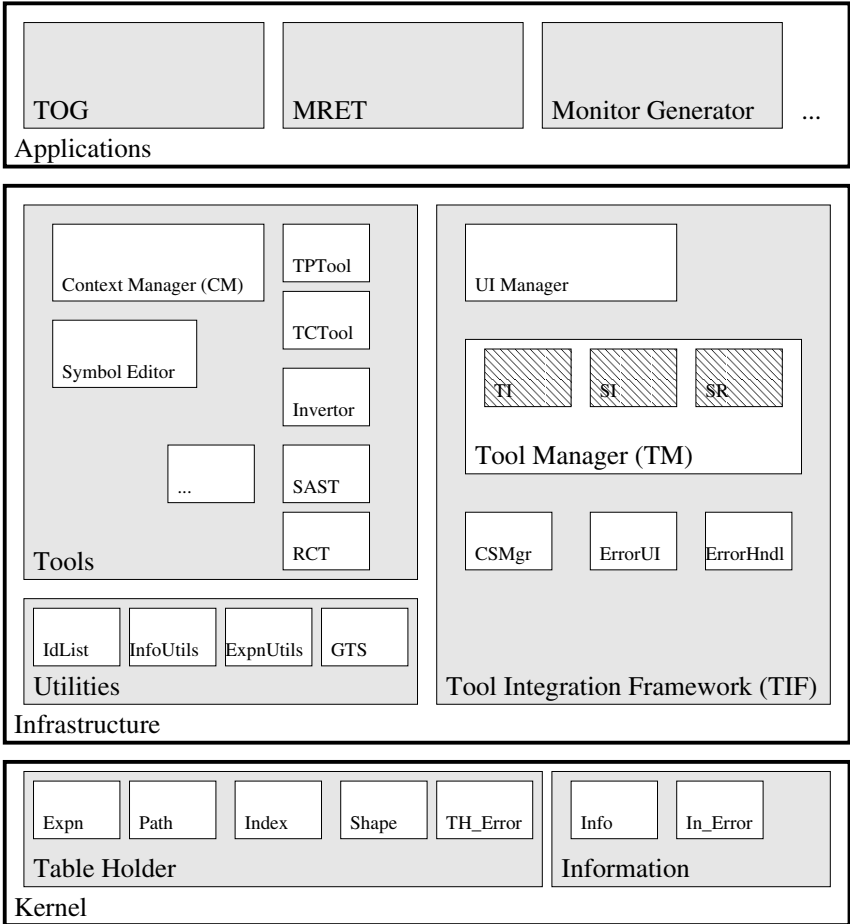 TOG
MRET
Monitor Generator
...
Applications
Context Manager (CM)
TPTool
TCTool
Symbol Editor
Invertor
...
SAST
RCT
Tools
UI Manager
TI
SI
SR
Tool Manager (TM)
CSMgr
ErrorUI
ErrorHndl
IdList
InfoUtils
ExpnUtils
GTS
Utilities
Tool Integration Framework (TIF)
Infrastructure
Expn
Path
Index
Shape
TH_Error
Table Holder
Info
In_Error
Information
Kernel